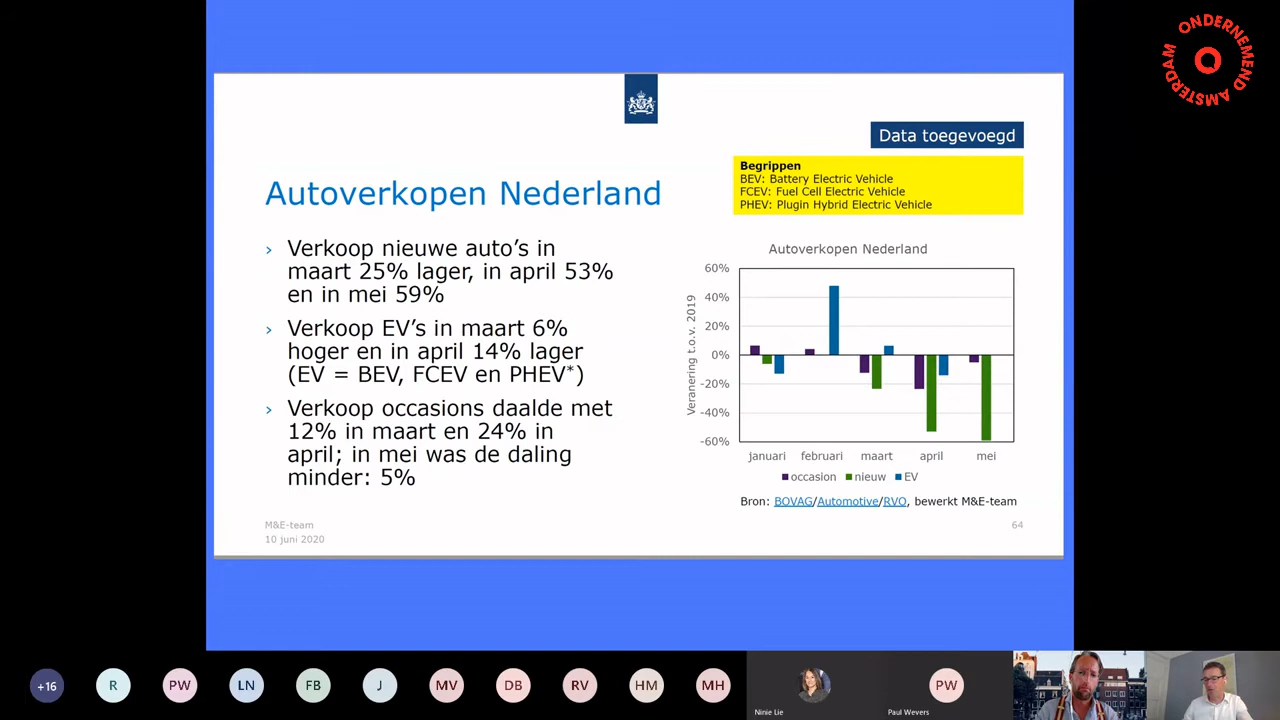 ONDERNEMEND AMSTERDAM
Data toegevoegd
Begrippen
BEV: Battery Electric Vehicle
FCEV: Fuel Cell Electric Vehicle
PHEV: Plugin Hybrid Electric Vehicle
Autoverkopen Nederland
› Verkoop nieuwe auto's in
maart 25% lager, in april 53%
en in mei 59%
› Verkoop EV's in maart 6%
hoger en in april 14% lager
(EV = BEV, FCEV en PHEV*)
› Verkoop occasions daalde met
12% in maart en 24% in
april; in mei was de daling
minder: 5%
Autoverkopen Nederland
Veranering t.o.v. 2019
60%
40%
20%
0%
-20%
-40%
-60%
januari februari maart april mei
occasion nieuw EV
Bron: BOVAG/Automotive/RVO, bewerkt M&E-team
M&E-team
10 juni 2020
64
+16 R PW LN FB J MV DB RV HM MH PW
Ninie Lie
Paul Wevers